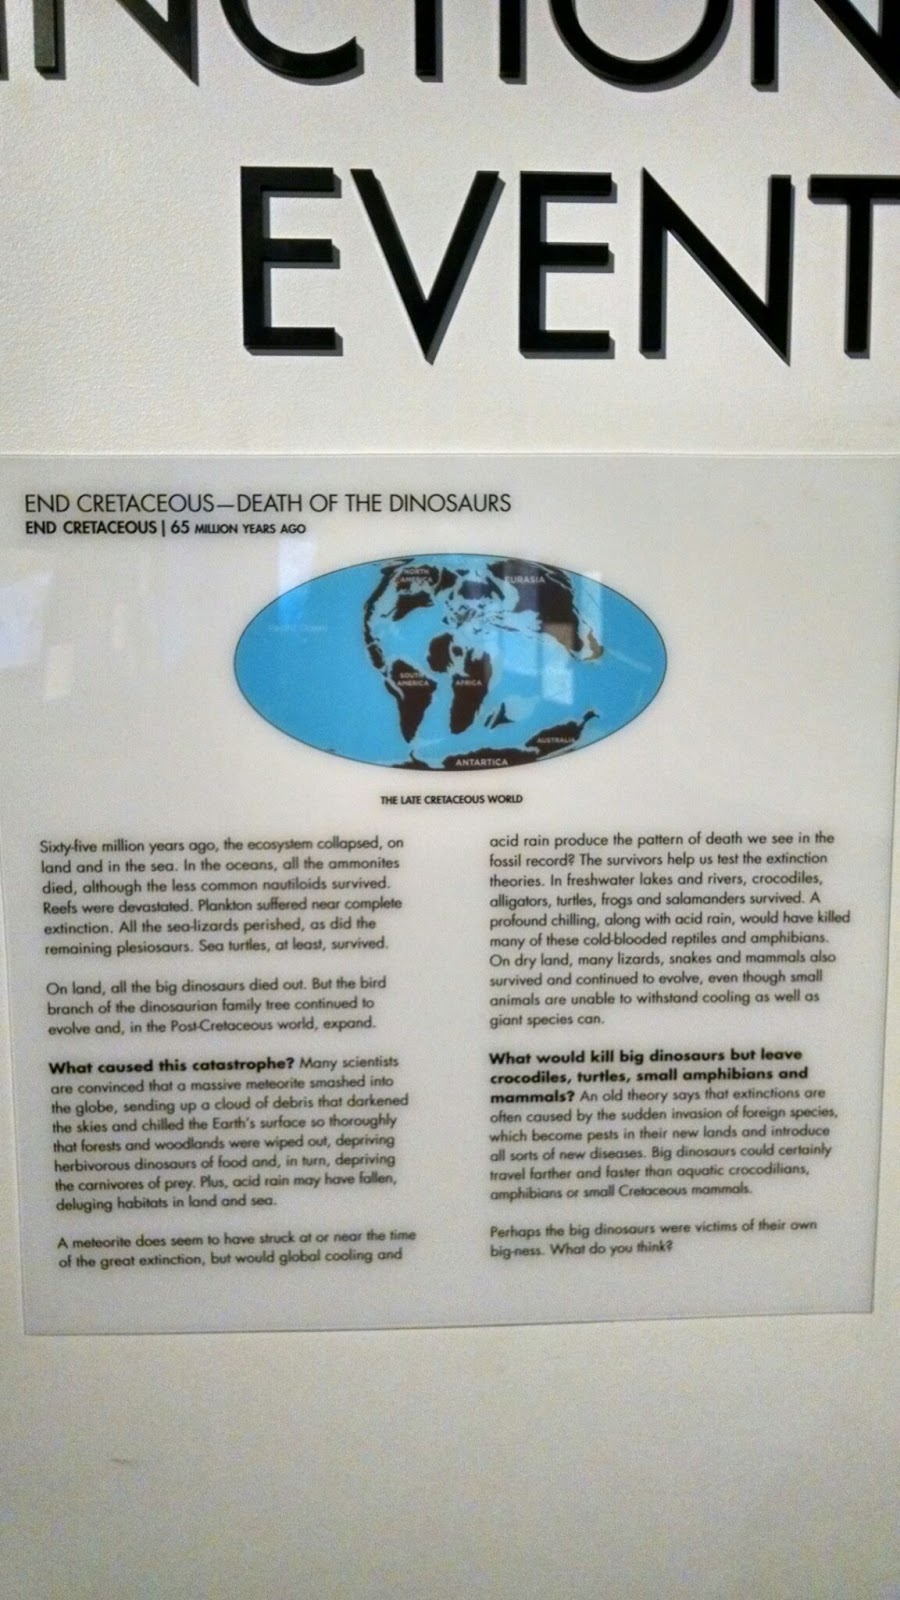 INCTION
EVENT
END CRETACEOUS—DEATH OF THE DINOSAURS
END CRETACEOUS | 65 MILLION YEARS AGO
NORTH
AMERICA
EURASIA
Pacific Ocean
SOUTH
AMERICA
AFRICA
AUSTRALIA
ANTARTICA
THE LATE CRETACEOUS WORLD
Sixty-five million years ago, the ecosystem collapsed, on
land and in the sea. In the oceans, all the ammonites
died, although the less common nautiloids survived.
Reefs were devastated. Plankton suffered near complete
extinction. All the sea-lizards perished, as did the
remaining plesiosaurs. Sea turtles, at least, survived.
On land, all the big dinosaurs died out. But the bird
branch of the dinosaurian family tree continued to
evolve and, in the Post-Cretaceous world, expand.
What caused this catastrophe? Many scientists
are convinced that a massive meteorite smashed into
the globe, sending up a cloud of debris that darkened
the skies and chilled the Earth's surface so thoroughly
that forests and woodlands were wiped out, depriving
herbivorous dinosaurs of food and, in turn, depriving
the carnivores of prey. Plus, acid rain may have fallen,
deluging habitats in land and sea.
A meteorite does seem to have struck at or near the time
of the great extinction, but would global cooling and
acid rain produce the pattern of death we see in the
fossil record? The survivors help us test the extinction
theories. In freshwater lakes and rivers, crocodiles,
alligators, turtles, frogs and salamanders survived. A
profound chilling, along with acid rain, would have killed
many of these cold-blooded reptiles and amphibians.
On dry land, many lizards, snakes and mammals also
survived and continued to evolve, even though small
animals are unable to withstand cooling as well as
giant species can.
What would kill big dinosaurs but leave
crocodiles, turtles, small amphibians and
mammals? An old theory says that extinctions are
often caused by the sudden invasion of foreign species,
which become pests in their new lands and introduce
all sorts of new diseases. Big dinosaurs could certainly
travel farther and faster than aquatic crocodilians,
amphibians or small Cretaceous mammals.
Perhaps the big dinosaurs were victims of their own
big-ness. What do you think?